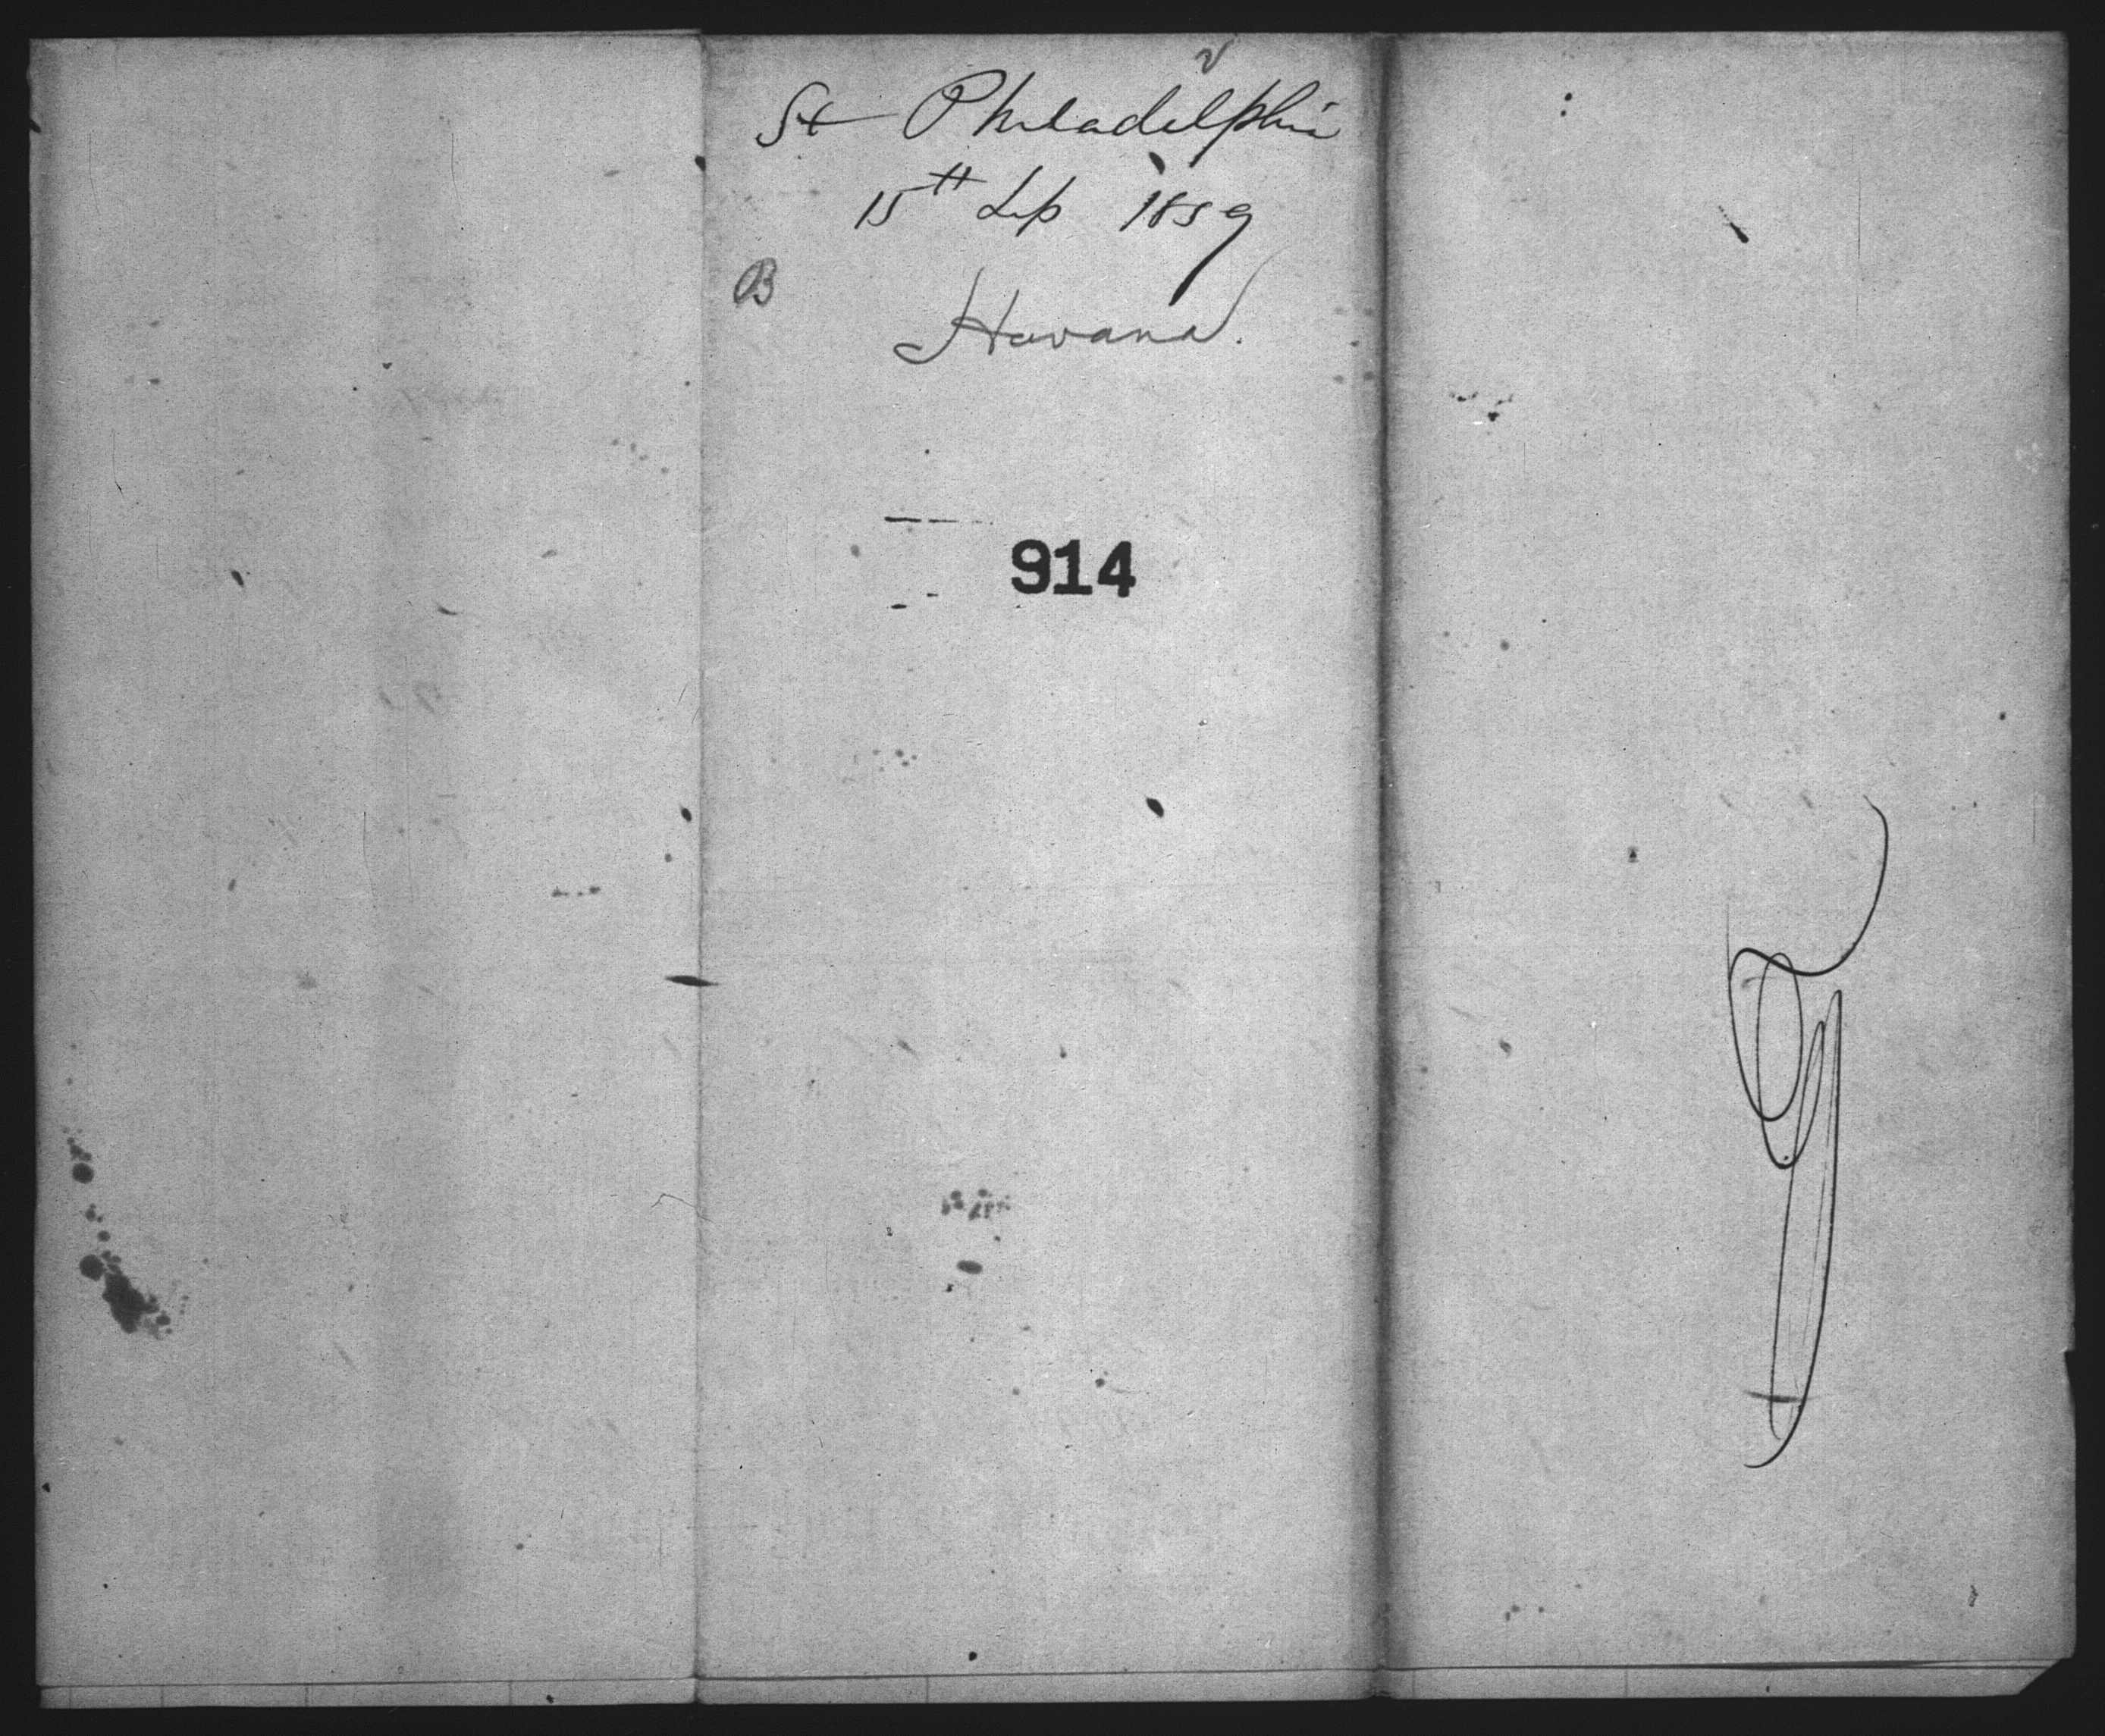 St Philadelphia
15th Sep 1859
B
Havana.
914